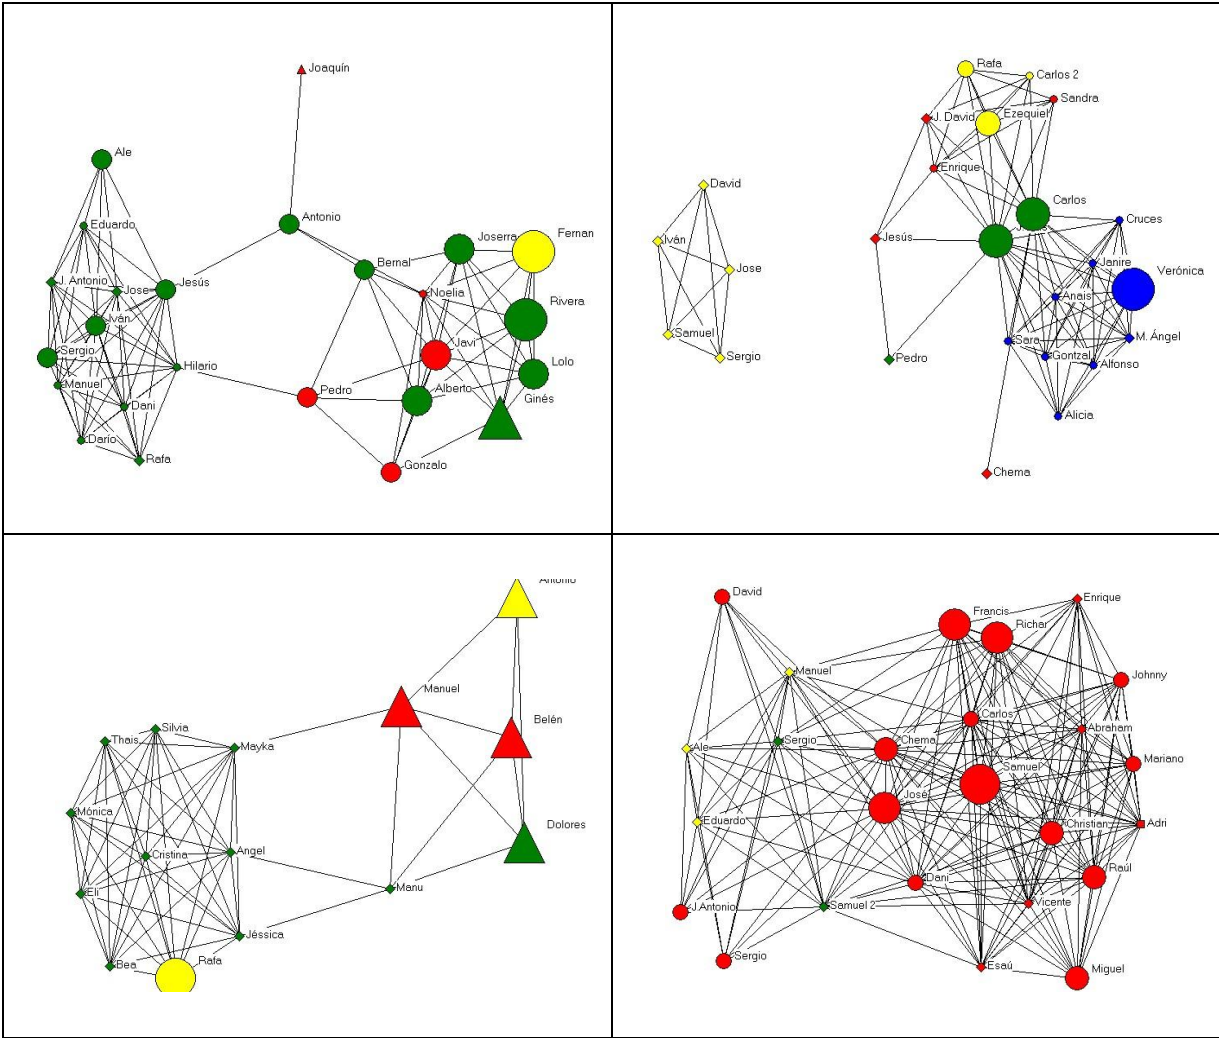 Joaquín
Ale
Eduardo
Antonio
Joserra
Fernan
Bernal
J. Antonio
Jose
Jesús
Noelia
Rivera
Iván
Sergio
Javi
Lolo
Hilario
Manuel
Pedro
Alberto
Ginés
Dani
Darío
Rafa
Gonzalo
Rafa
Carlos 2
Sandra
J. David
Ezequiel
Enrique
David
Carlos
Cruces
Iván
Jesús
Jose
Janire
Verónica
Anais
Samuel
Sara
M. Ángel
Sergio
Pedro
Gontzal
Alfonso
Alicia
Chema
Antonio
Manuel
Belén
Silvia
Thais
Mayka
Mónica
Dolores
Cristina
Angel
Eli
Manu
Jéssica
Bea
Rafa
David
Francis
Richar
Enrique
Manuel
Johnny
Carlos
Abraham
Ale
Sergio
Chema
Samuel
Mariano
José
Eduardo
Christian
Adri
Dani
Raúl
J.Antonio
Samuel 2
Vicente
Sergio
Esaú
Miguel